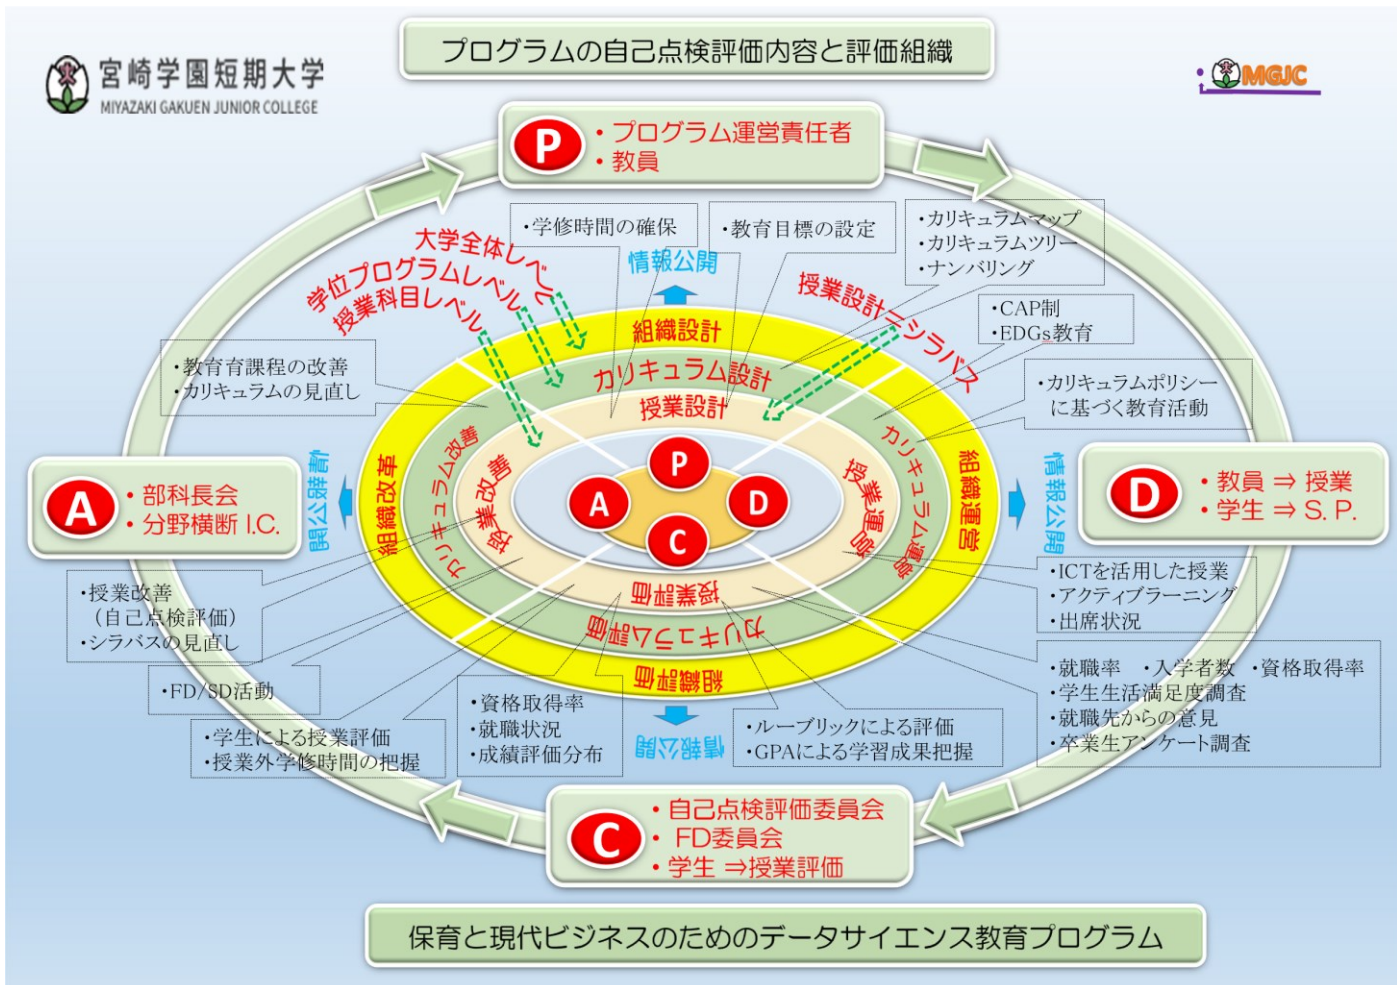 プログラムの自己点検評価内容と評価組織
宮崎学園短期大学
MIYAZAKI GAKUEN JUNIOR COLLEGE
MGJC
P
・プログラム運営責任者
・教員
・学修時間の確保
・教育目標の設定
・カリキュラムマップ
・カリキュラムツリー
・ナンバリング
大学全体レベル
学位プログラムレベル
授業科目レベル
情報公開
授業設計＝シラバス
・CAP制
・EDGs教育
・教育育課程の改善
・カリキュラムの見直し
・カリキュラムポリシー
に基づく教育活動
組織設計
カリキュラム設計
授業設計
組織改革
カリキュラム改善
授業改善
P
A
D
C
授業運営
カリキュラム運営
組織運営
授業評価
カリキュラム評価
組織評価
A
・部科長会
・分野横断 I.C.
情報公開
情報公開
D
・教員 ⇒ 授業
・学生 ⇒ S. P.
・授業改善
（自己点検評価）
・シラバスの見直し
・ICTを活用した授業
・アクティブラーニング
・出席状況
・FD/SD活動
・学生による授業評価
・授業外学修時間の把握
・資格取得率
・就職状況
・成績評価分布
情報公開
・ルーブリックによる評価
・GPAによる学習成果把握
・就職率 ・入学者数 ・資格取得率
・学生生活満足度調査
・就職先からの意見
・卒業生アンケート調査
C
・自己点検評価委員会
・FD委員会
・学生 ⇒授業評価
保育と現代ビジネスのためのデータサイエンス教育プログラム